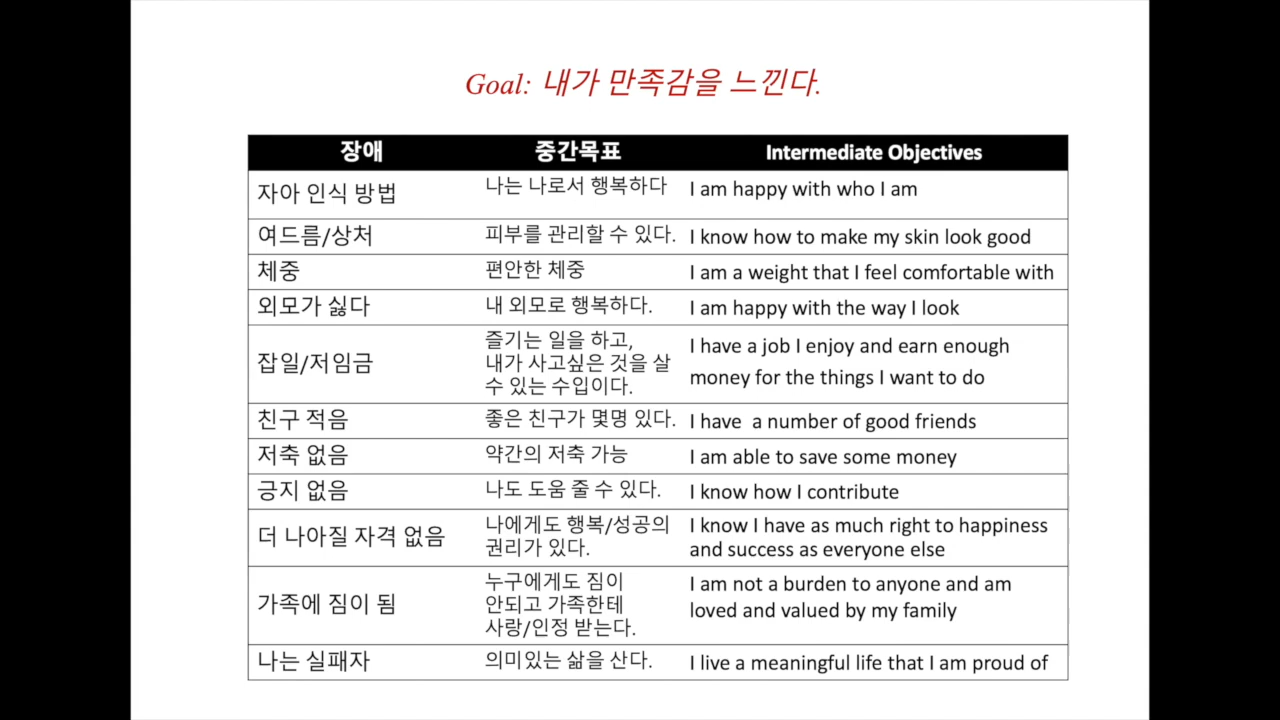 Goal: 내가 만족감을 느낀다.
장애 중간목표 Intermediate Objectives
자아 인식 방법 나는 나로서 행복하다 I am happy with who I am
여드름/상처 피부를 관리할 수 있다. I know how to make my skin look good
체중 편안한 체중 I am a weight that I feel comfortable with
외모가 싫다 내 외모로 행복하다. I am happy with the way I look
잡일/저임금
즐기는 일을 하고,
내가 사고싶은 것을 살
수 있는 수입이다.
I have a job I enjoy and earn enough
money for the things I want to do
친구 적음 좋은 친구가 몇명 있다. I have a number of good friends
저축 없음 약간의 저축 가능 I am able to save some money
긍지 없음 나도 도움 줄 수 있다. I know how I contribute
더 나아질 자격 없음
나에게도 행복/성공의
권리가 있다.
I know I have as much right to happiness
and success as everyone else
가족에 짐이 됨
누구에게도 짐이
안되고 가족한테
사랑/인정 받는다.
I am not a burden to anyone and am
loved and valued by my family
나는 실패자 의미있는 삶을 산다. I live a meaningful life that I am proud of